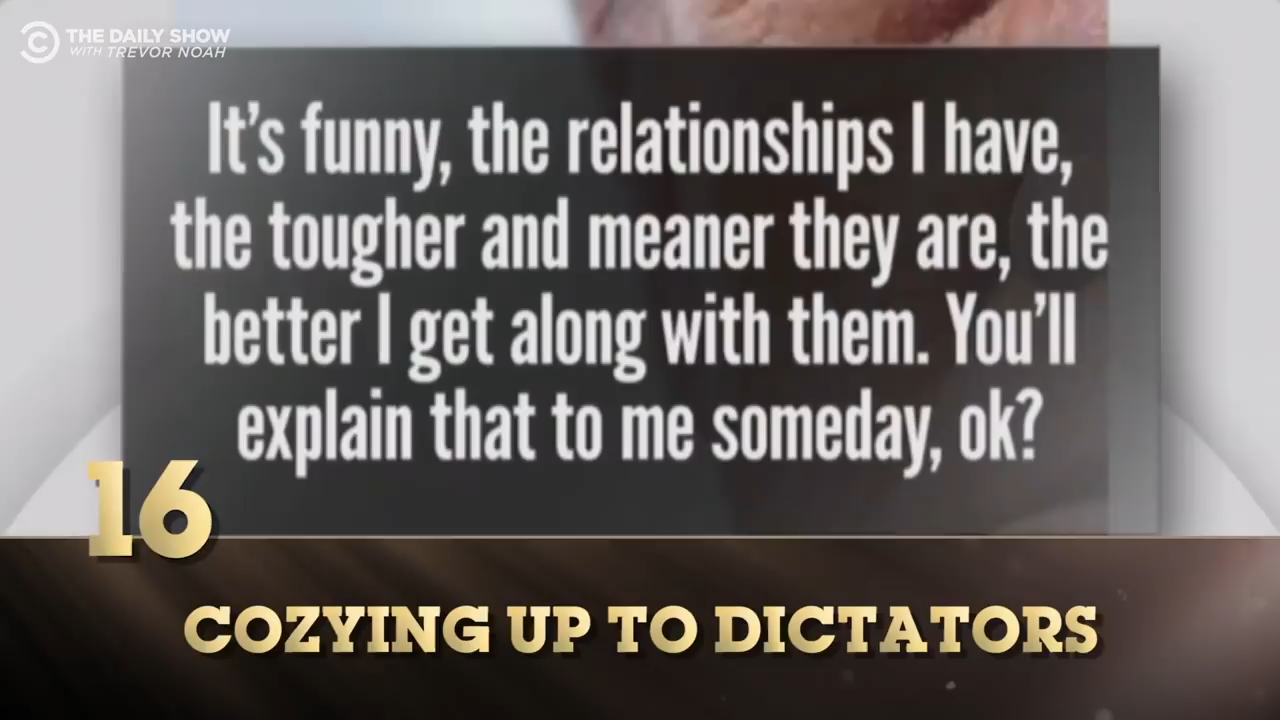 THE DAILY SHOW
WITH TREVOR NOAH
It's funny, the relationships I have,
the tougher and meaner they are, the
better I get along with them. You'll
explain that to me someday, ok?
16
COZYING UP TO DICTATORS